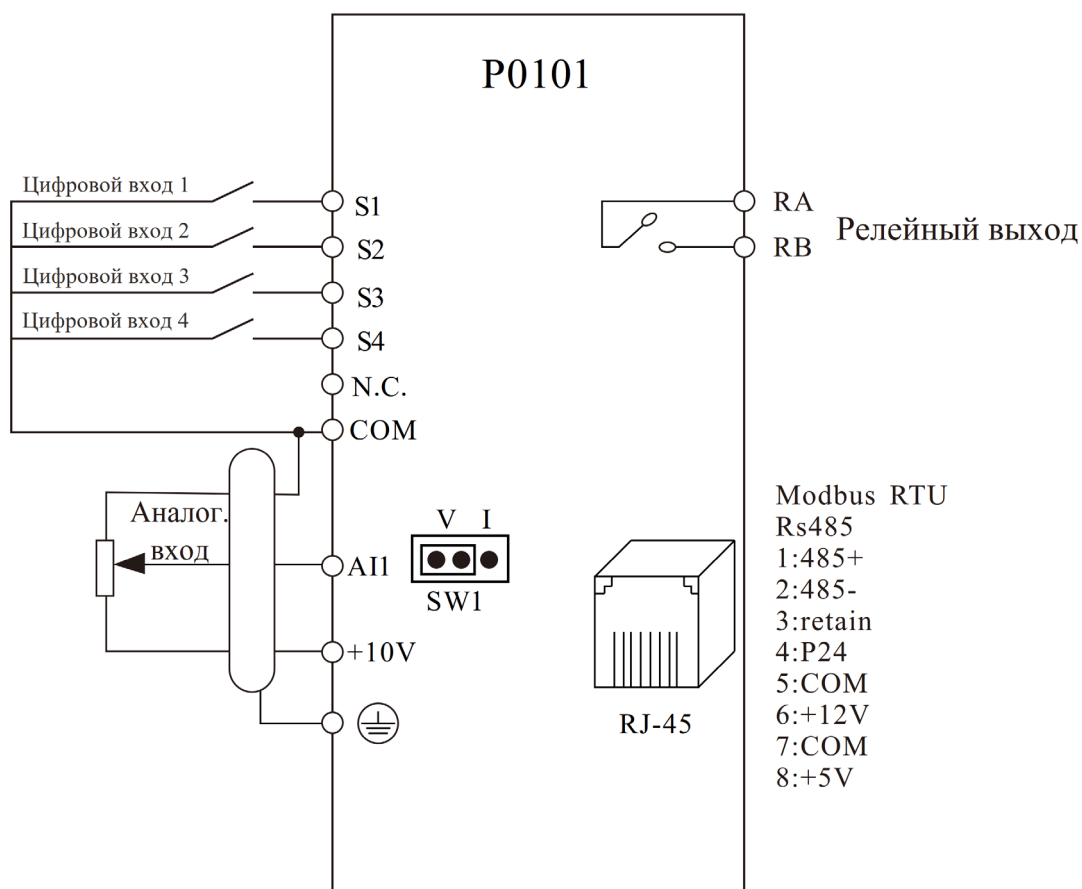 P0101
Цифровой вход 1
S1
Цифровой вход 2
S2
Цифровой вход 3
S3
Цифровой вход 4
S4
N.C.
COM
RA
RB
Релейный выход
Аналог.
вход
AI1
V I
SW1
+10V
RJ-45
Modbus RTU
Rs485
1:485+
2:485-
3:retain
4:P24
5:COM
6:+12V
7:COM
8:+5V